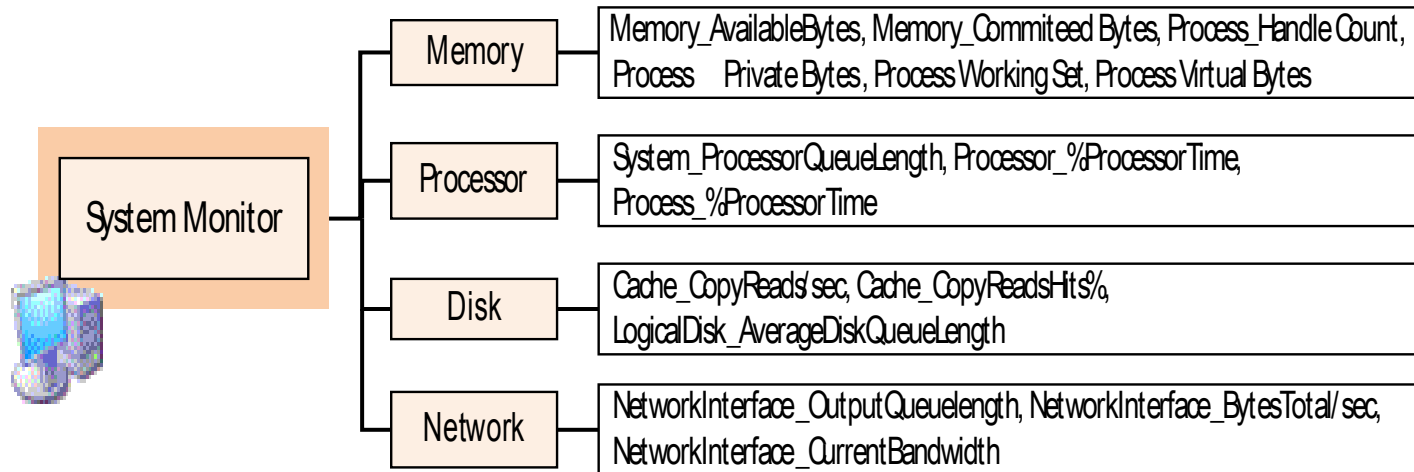 System Monitor
Memory
Memory_AvailableBytes, Memory_Commiteed Bytes, Process_Handle Count,
Process Private Bytes, Process Working Set, Process Virtual Bytes
Processor
System_ProcessorQueueLength, Processor_%ProcessorTime,
Process_%ProcessorTime
Disk
Cache_CopyReads/sec, Cache_CopyReadsHits%,
LogicalDisk_AverageDiskQueueLength
Network
NetworkInterface_OutputQueuelength, NetworkInterface_BytesTotal/sec,
NetworkInterface_CurrentBandwidth